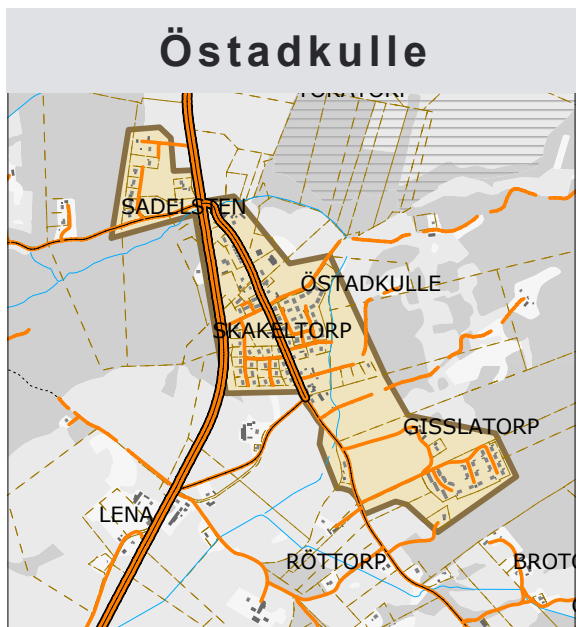 Östadkulle
SADELSTEN
ÖSTADKULLE
SKAKELTORP
GISSLATORP
LENA
RÖTTORP